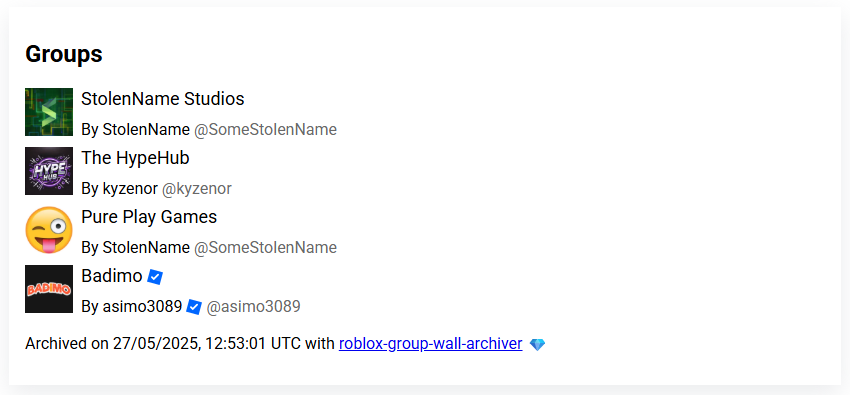 Groups
StolenName Studios
By StolenName @SomeStolenName
HYPE
HUB
The HypeHub
By kyzenor @kyzenor
Pure Play Games
By StolenName @SomeStolenName
BADIMO
Badimo
By asimo3089 @asimo3089
Archived on 27/05/2025, 12:53:01 UTC with roblox-group-wall-archiver